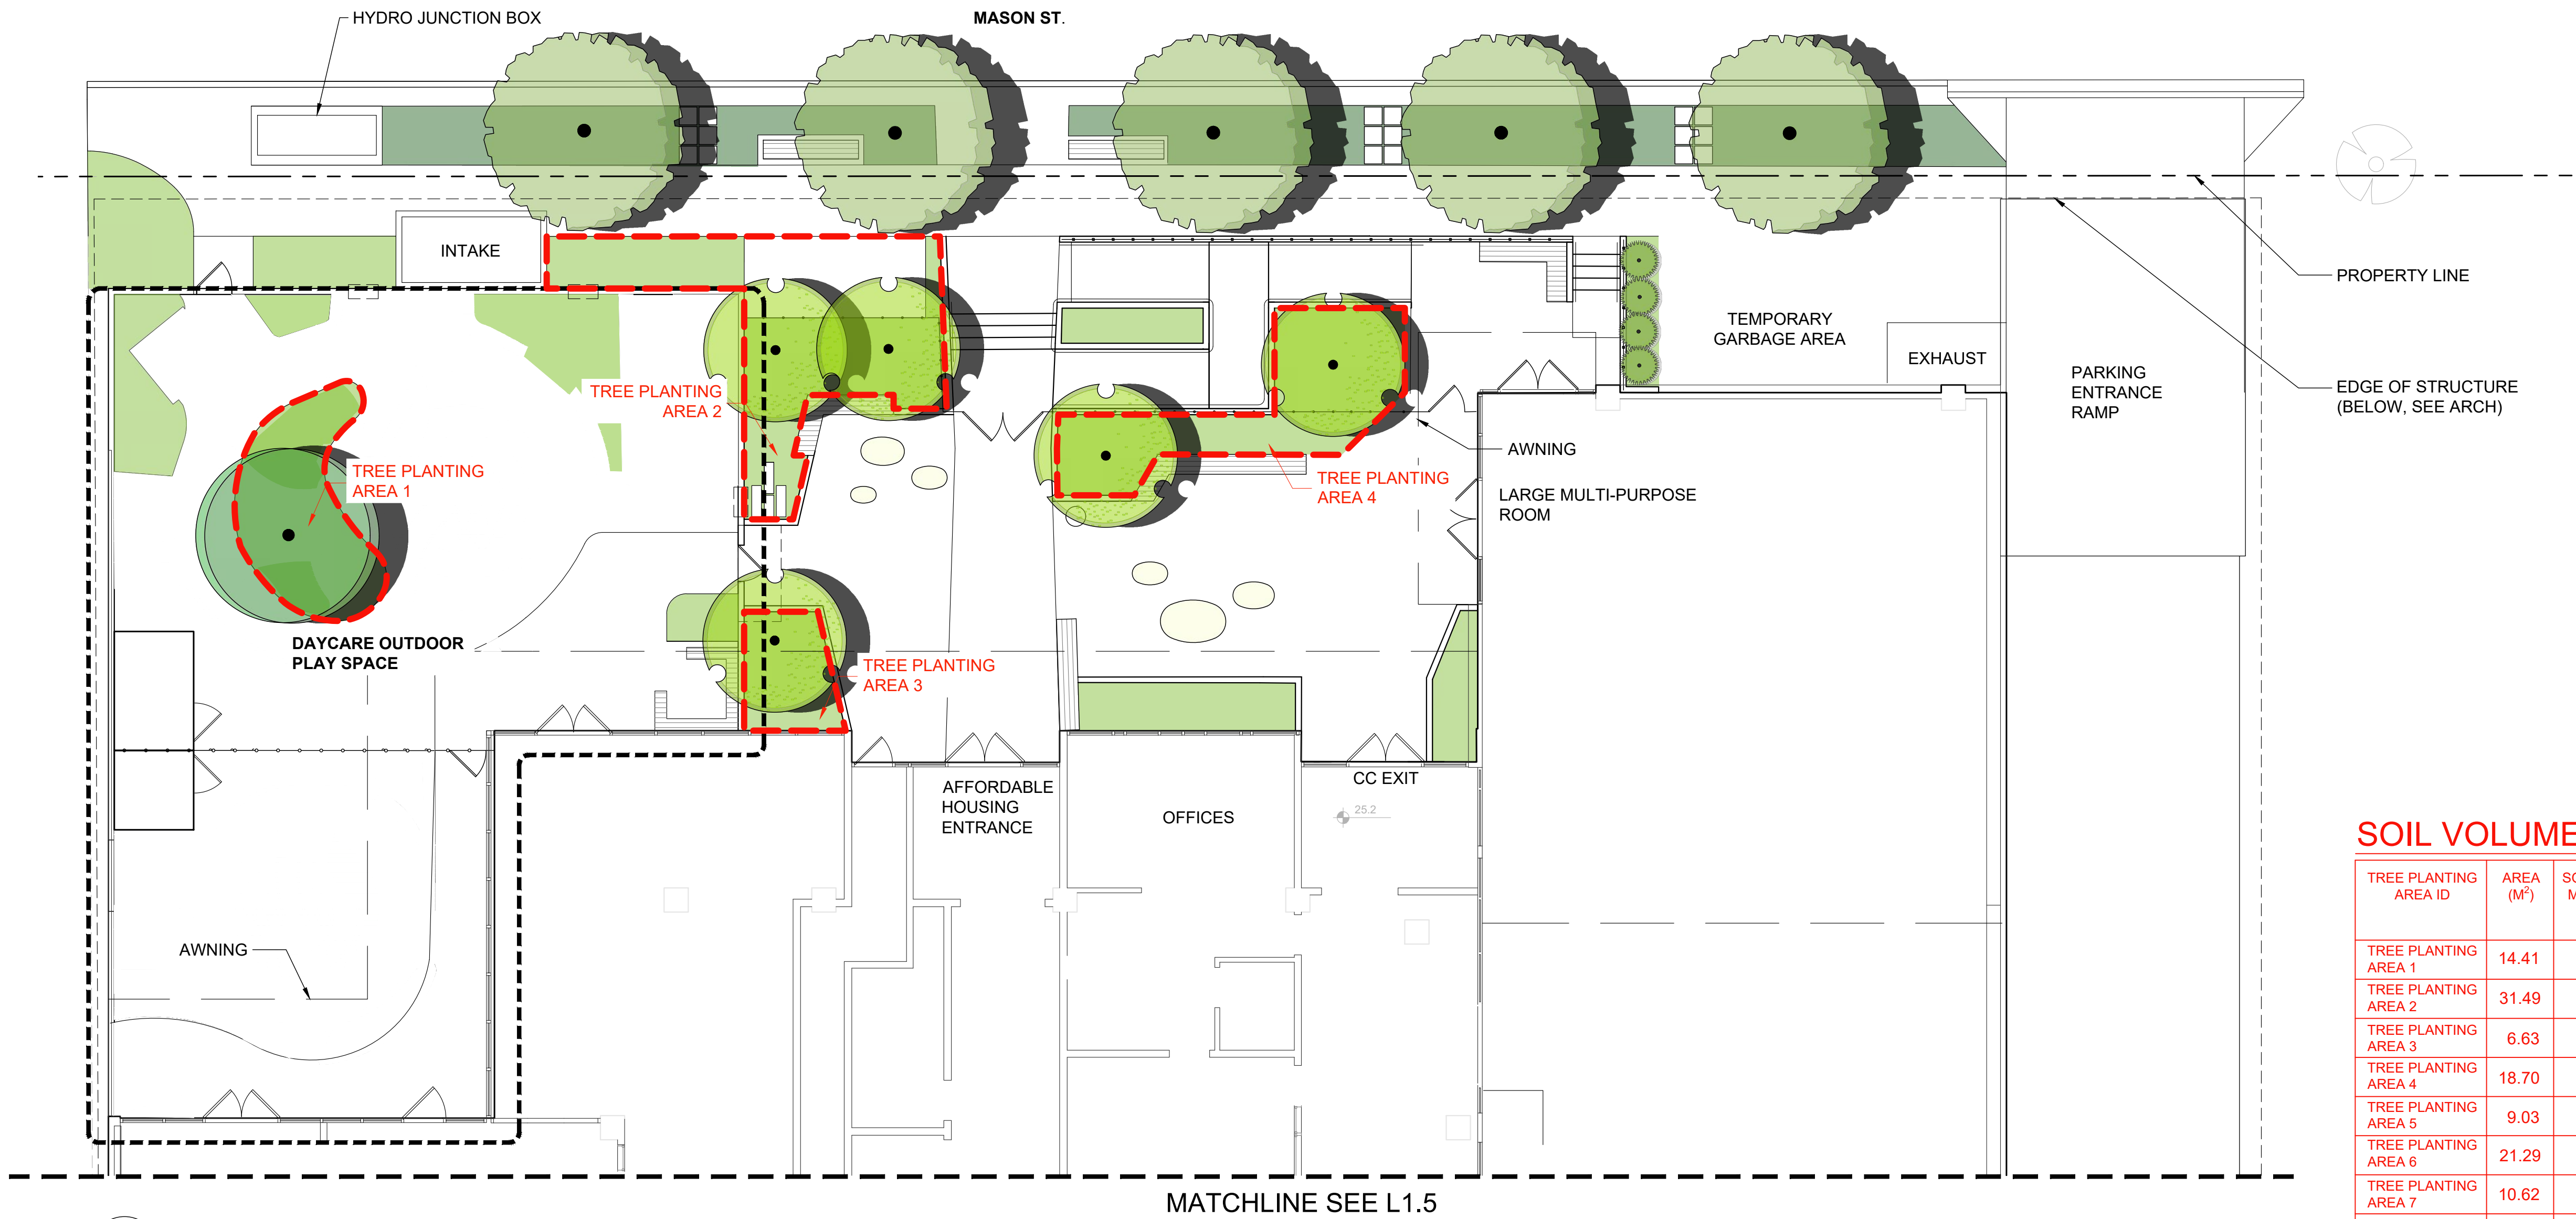 HYDRO JUNCTION BOX
MASON ST.
INTAKE
PROPERTY LINE
TEMPORARY
GARBAGE AREA
EXHAUST
PARKING
ENTRANCE
RAMP
EDGE OF STRUCTURE
(BELOW, SEE ARCH)
TREE PLANTING
AREA 2
AWNING
TREE PLANTING
AREA 1
TREE PLANTING
AREA 4
LARGE MULTI-PURPOSE
ROOM
DAYCARE OUTDOOR
PLAY SPACE
TREE PLANTING
AREA 3
AFFORDABLE
HOUSING
ENTRANCE
OFFICES
CC EXIT
25.2
AWNING
MATCHLINE SEE L1.5
SOIL VOLUME
TREE PLANTING
AREA ID
AREA
(M²)
TREE PLANTING
AREA 1
14.41
TREE PLANTING
AREA 2
31.49
TREE PLANTING
AREA 3
6.63
TREE PLANTING
AREA 4
18.70
TREE PLANTING
AREA 5
9.03
TREE PLANTING
AREA 6
21.29
TREE PLANTING
AREA 7
10.62